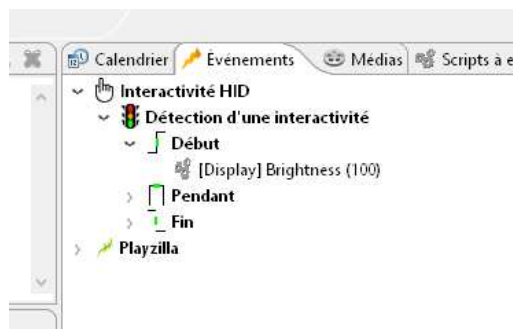 Calendrier Événements Médias Scripts à e
Interactivité HID
Détection d'une interactivité
Début
[Display] Brightness (100)
Pendant
Fin
Playzilla